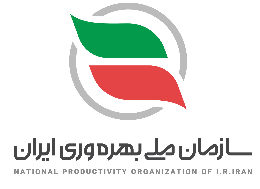 سازمان ملی بهره‌وری ایران
NATIONAL PRODUCTIVITY ORGANIZATION OF I.R.IRAN